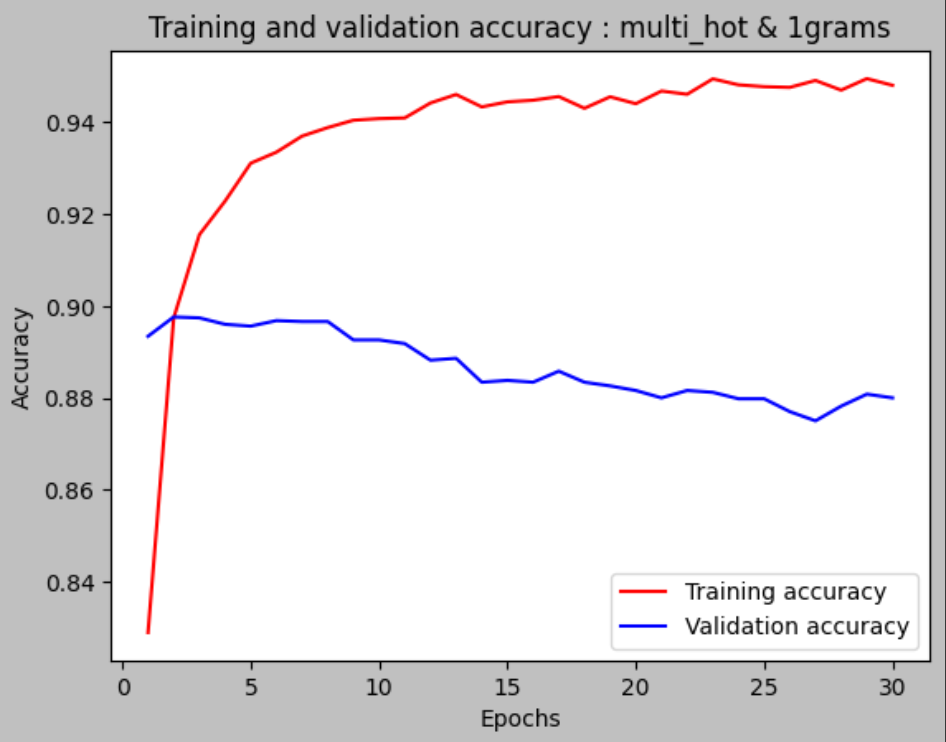 Training and validation accuracy : multi_hot & 1grams
0.94
0.92
0.90
0.88
0.86
0.84
Accuracy
Training accuracy
Validation accuracy
0 5 10 15 20 25 30
Epochs